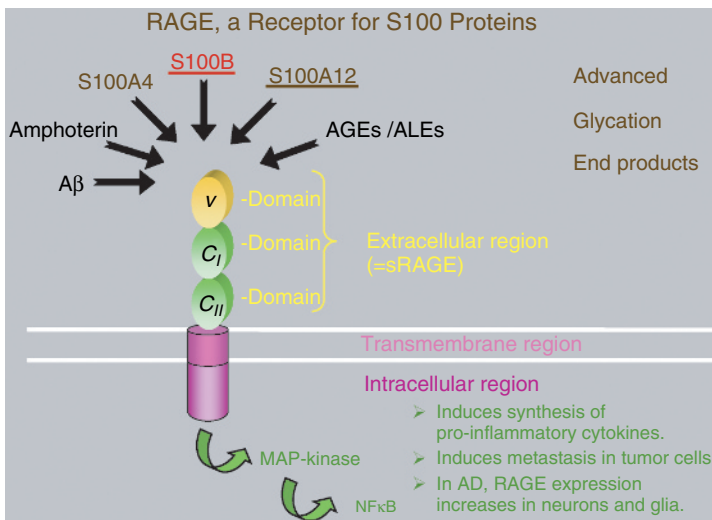 RAGE, a Receptor for S100 Proteins
S100B
S100A4
S100A12
Advanced
Amphoterin
AGEs /ALEs
Glycation
Aβ
End products
V
-Domain
C_I
-Domain
Extracellular region
(=sRAGE)
C_II
-Domain
Transmembrane region
Intracellular region
➢ Induces synthesis of
pro-inflammatory cytokines.
MAP-kinase
➢ Induces metastasis in tumor cells
➢ In AD, RAGE expression
increases in neurons and glia.
NFκB